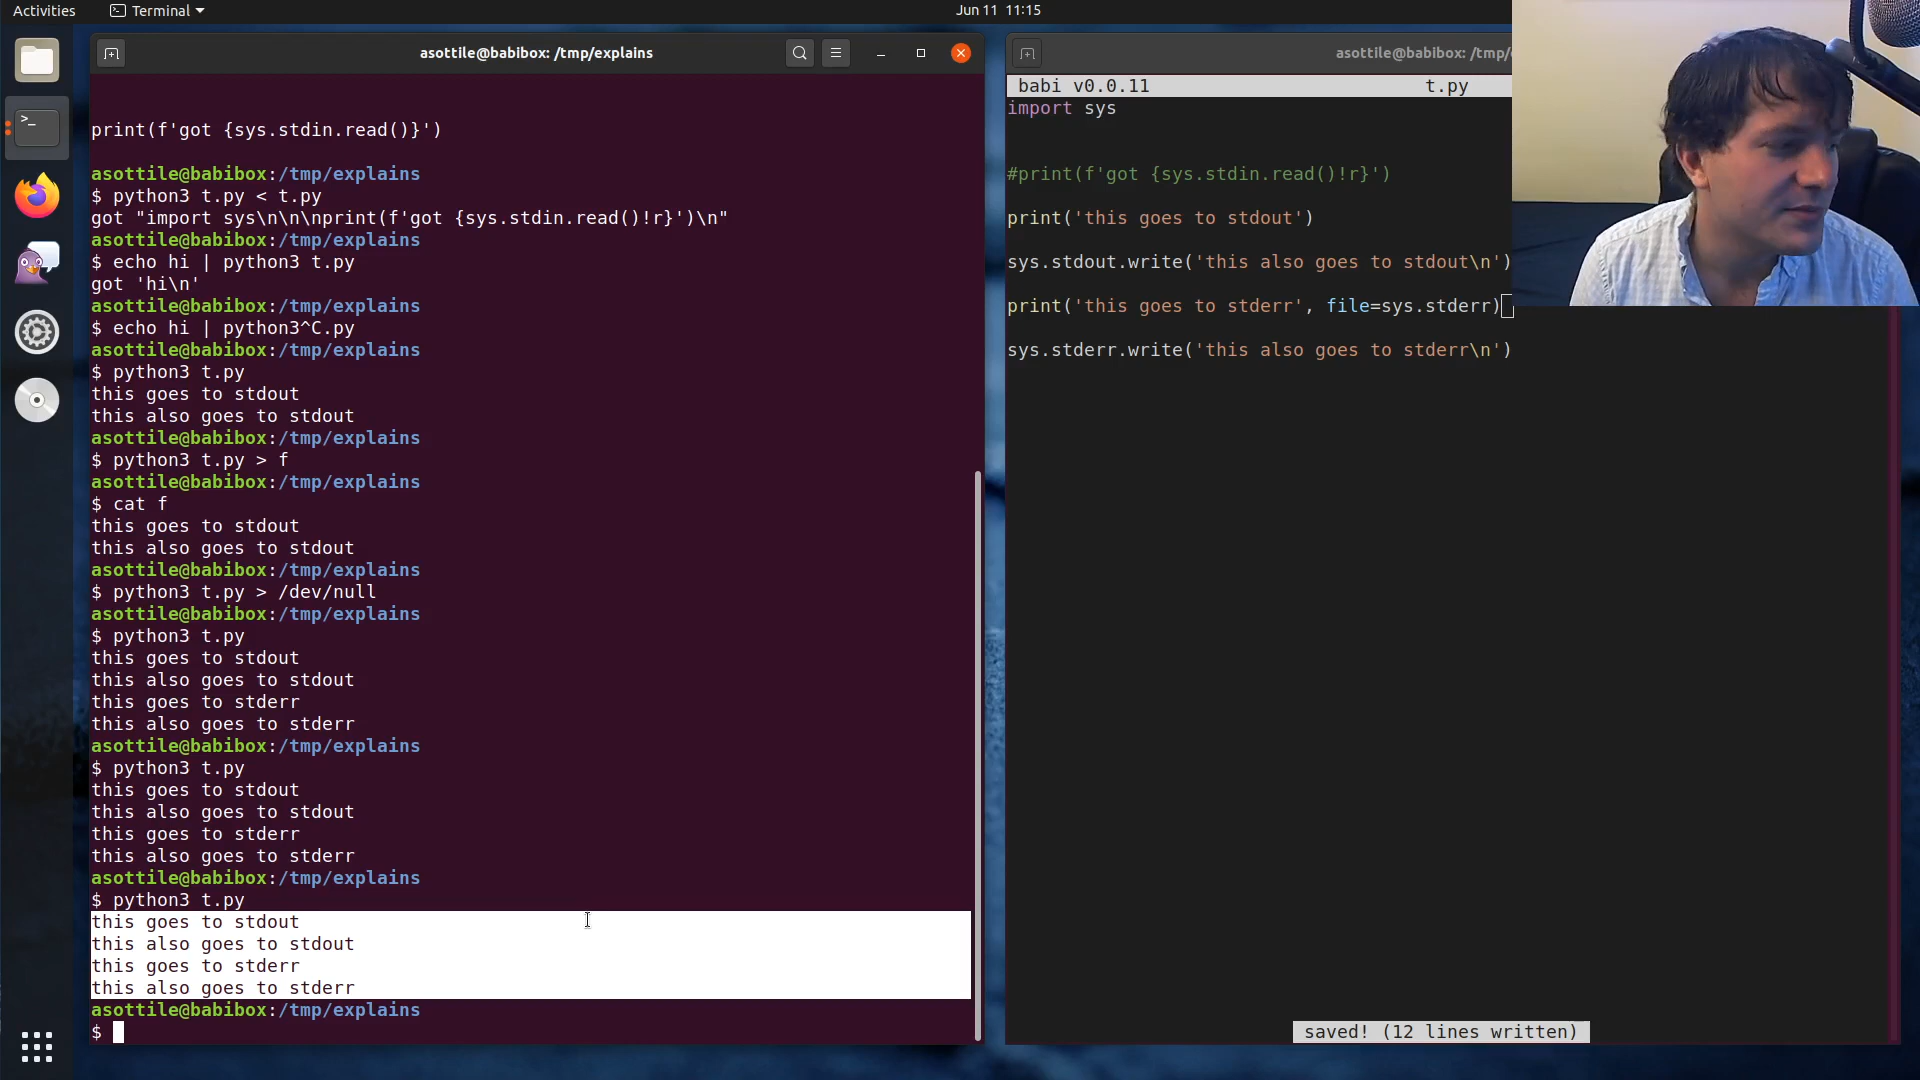 Activities
Terminal
Jun 11 11:15
asottile@babibox: /tmp/explains
print(f'got {sys.stdin.read()}')
asottile@babibox:/tmp/explains
$ python3 t.py < t.py
got "import sys\n\n\nprint(f'got {sys.stdin.read()!r}')\n"
asottile@babibox:/tmp/explains
$ echo hi | python3 t.py
got 'hi\n'
asottile@babibox:/tmp/explains
$ echo hi | python3^C.py
asottile@babibox:/tmp/explains
$ python3 t.py
this goes to stdout
this also goes to stdout
asottile@babibox:/tmp/explains
$ python3 t.py > f
asottile@babibox:/tmp/explains
$ cat f
this goes to stdout
this also goes to stdout
asottile@babibox:/tmp/explains
$ python3 t.py > /dev/null
asottile@babibox:/tmp/explains
$ python3 t.py
this goes to stdout
this also goes to stdout
this goes to stderr
this also goes to stderr
asottile@babibox:/tmp/explains
$ python3 t.py
this goes to stdout
this also goes to stdout
this goes to stderr
this also goes to stderr
asottile@babibox:/tmp/explains
$ python3 t.py
this goes to stdout
this also goes to stdout
this goes to stderr
this also goes to stderr
asottile@babibox:/tmp/explains
$
asottile@babibox: /tmp/
babi v0.0.11 t.py
import sys
#print(f'got {sys.stdin.read()!r}')
print('this goes to stdout')
sys.stdout.write('this also goes to stdout\n')
print('this goes to stderr', file=sys.stderr)
sys.stderr.write('this also goes to stderr\n')
saved! (12 lines written)